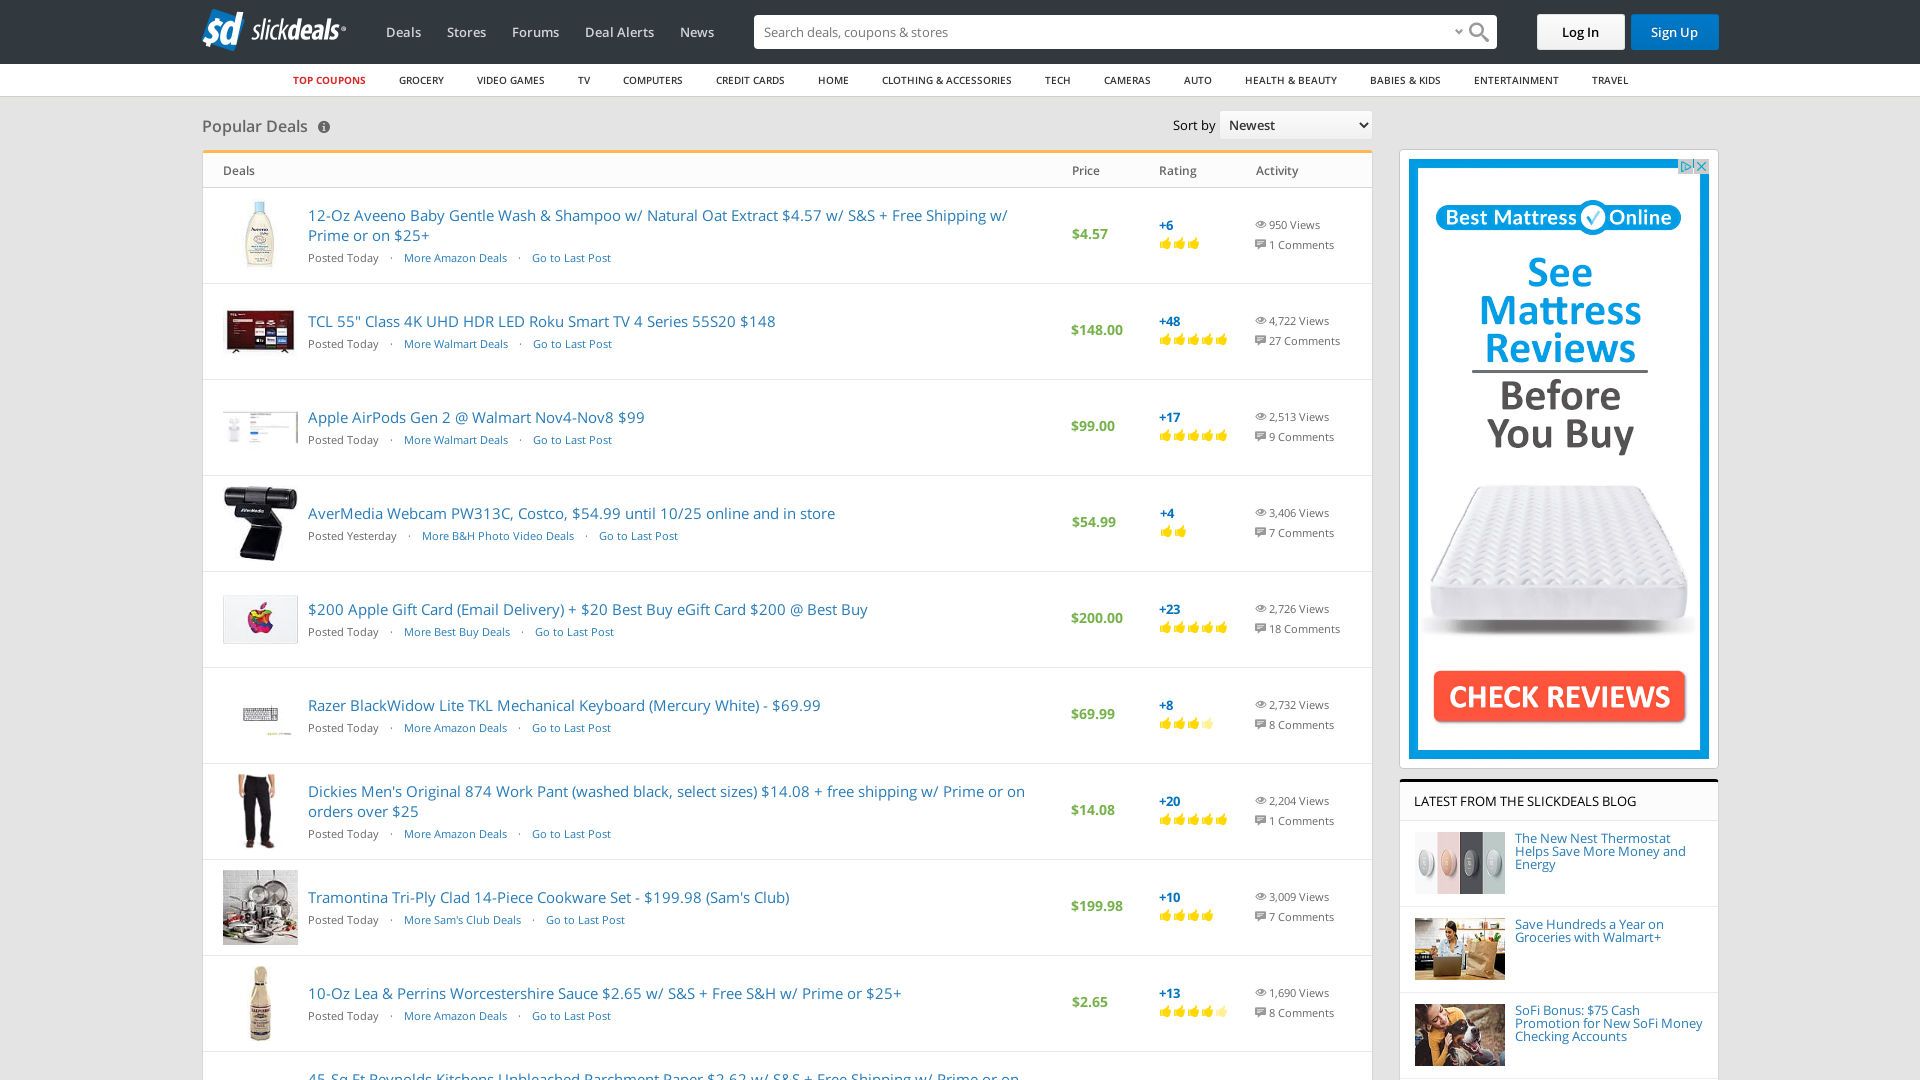 slickdeals
Deals
Stores
Forums
Deal Alerts
News
Search deals, coupons & stores
Log In
Sign Up
TOP COUPONS
GROCERY
VIDEO GAMES
TV
COMPUTERS
CREDIT CARDS
HOME
CLOTHING & ACCESSORIES
TECH
CAMERAS
AUTO
HEALTH & BEAUTY
BABIES & KIDS
ENTERTAINMENT
TRAVEL
Popular Deals
Sort by Newest
Deals Price Rating Activity
12-Oz Aveeno Baby Gentle Wash & Shampoo w/ Natural Oat Extract $4.57 w/ S&S + Free Shipping w/
Prime or on $25+
Posted Today · More Amazon Deals · Go to Last Post
$4.57
+6
950 Views
1 Comments
TCL 55" Class 4K UHD HDR LED Roku Smart TV 4 Series 55S20 $148
Posted Today · More Walmart Deals · Go to Last Post
$148.00
+48
4,722 Views
27 Comments
Apple AirPods Gen 2 @ Walmart Nov4-Nov8 $99
Posted Today · More Walmart Deals · Go to Last Post
$99.00
+17
2,513 Views
9 Comments
AverMedia Webcam PW313C, Costco, $54.99 until 10/25 online and in store
Posted Yesterday · More B&H Photo Video Deals · Go to Last Post
$54.99
+4
3,406 Views
7 Comments
$200 Apple Gift Card (Email Delivery) + $20 Best Buy eGift Card $200 @ Best Buy
Posted Today · More Best Buy Deals · Go to Last Post
$200.00
+23
2,726 Views
18 Comments
Razer BlackWidow Lite TKL Mechanical Keyboard (Mercury White) - $69.99
Posted Today · More Amazon Deals · Go to Last Post
$69.99
+8
2,732 Views
8 Comments
Dickies Men's Original 874 Work Pant (washed black, select sizes) $14.08 + free shipping w/ Prime or on
orders over $25
Posted Today · More Amazon Deals · Go to Last Post
$14.08
+20
2,204 Views
1 Comments
Tramontina Tri-Ply Clad 14-Piece Cookware Set - $199.98 (Sam's Club)
Posted Today · More Sam's Club Deals · Go to Last Post
$199.98
+10
3,009 Views
7 Comments
10-Oz Lea & Perrins Worcestershire Sauce $2.65 w/ S&S + Free S&H w/ Prime or $25+
Posted Today · More Amazon Deals · Go to Last Post
$2.65
+13
1,690 Views
8 Comments
45-Sq Ft Reynolds Kitchens Unbleached Parchment Paper $2.62 w/ S&S + Free Shipping w/ Prime or on
Best Mattress Online
See
Mattress
Reviews
Before
You Buy
CHECK REVIEWS
LATEST FROM THE SLICKDEALS BLOG
The New Nest Thermostat
Helps Save More Money and
Energy
Save Hundreds a Year on
Groceries with Walmart+
SoFi Bonus: $75 Cash
Promotion for New SoFi Money
Checking Accounts